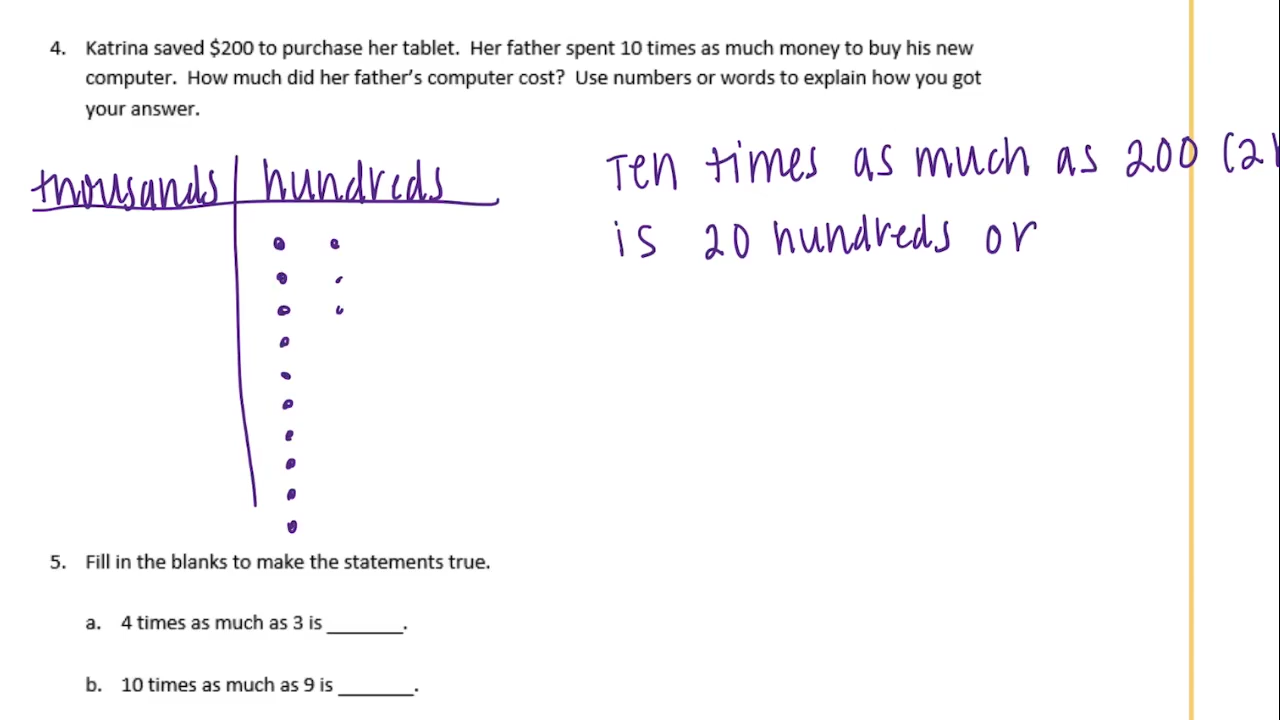 4. Katrina saved $200 to purchase her tablet. Her father spent 10 times as much money to buy his new
computer. How much did her father's computer cost? Use numbers or words to explain how you got
your answer.
thousands hundreds
Ten times as much as 200 (2
is 20 hundreds or
5. Fill in the blanks to make the statements true.
a. 4 times as much as 3 is _______.
b. 10 times as much as 9 is _______.